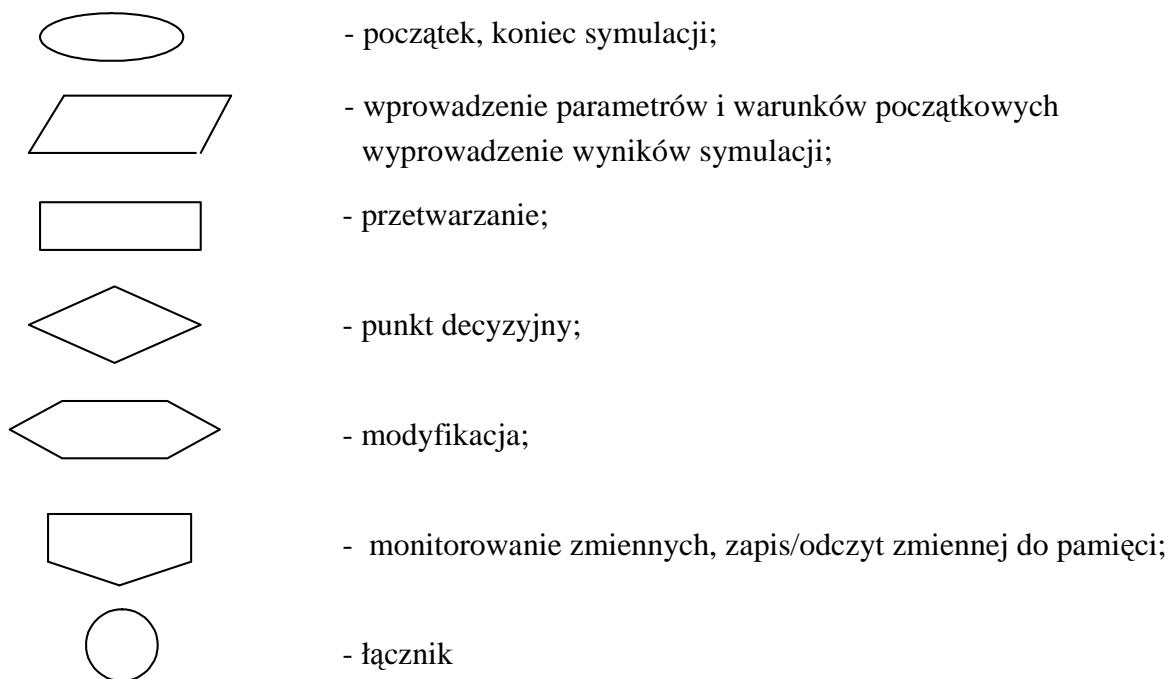 - początek, koniec symulacji;
- wprowadzenie parametrów i warunków początkowych
wyprowadzenie wyników symulacji;
- przetwarzanie;
- punkt decyzyjny;
- modyfikacja;
- monitorowanie zmiennych, zapis/odczyt zmiennej do pamięci;
- łącznik